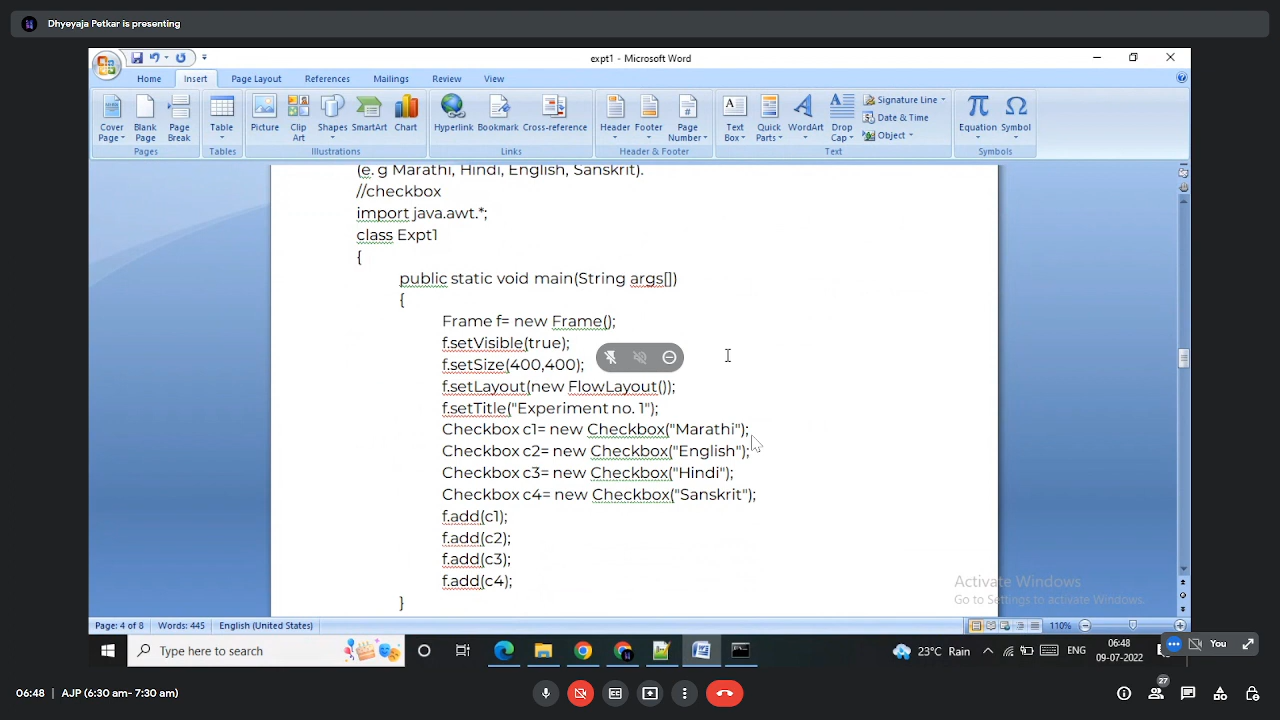 Dhyeyaja Petkar is presenting
expt1 - Microsoft Word
Home Insert Page Layout References Mailings Review View
Cover Page Blank Page Page Break Table Picture Clip Art Shapes SmartArt Chart Hyperlink Bookmark Cross-reference Header Footer Page Number Text Box Quick Parts WordArt Drop Cap Signature Line Date & Time Object Equation Symbol
Pages Tables Illustrations Links Header & Footer Text Symbols
(e. g Marathi, Hindi, English, Sanskrit).
//checkbox
import java.awt.*;
class Expt1
{
public static void main(String args[])
{
Frame f= new Frame();
f.setVisible(true);
f.setSize(400,400);
f.setLayout(new FlowLayout());
f.setTitle("Experiment no. 1");
Checkbox c1= new Checkbox("Marathi");
Checkbox c2= new Checkbox("English");
Checkbox c3= new Checkbox("Hindi");
Checkbox c4= new Checkbox("Sanskrit");
f.add(c1);
f.add(c2);
f.add(c3);
f.add(c4);
}
Activate Windows
Go to Settings to activate Windows.
Page: 4 of 8 Words: 445 English (United States) 110%
Type here to search 23°C Rain ENG 06:48 09-07-2022 You
06:48 AJP (6:30 am- 7:30 am) 27